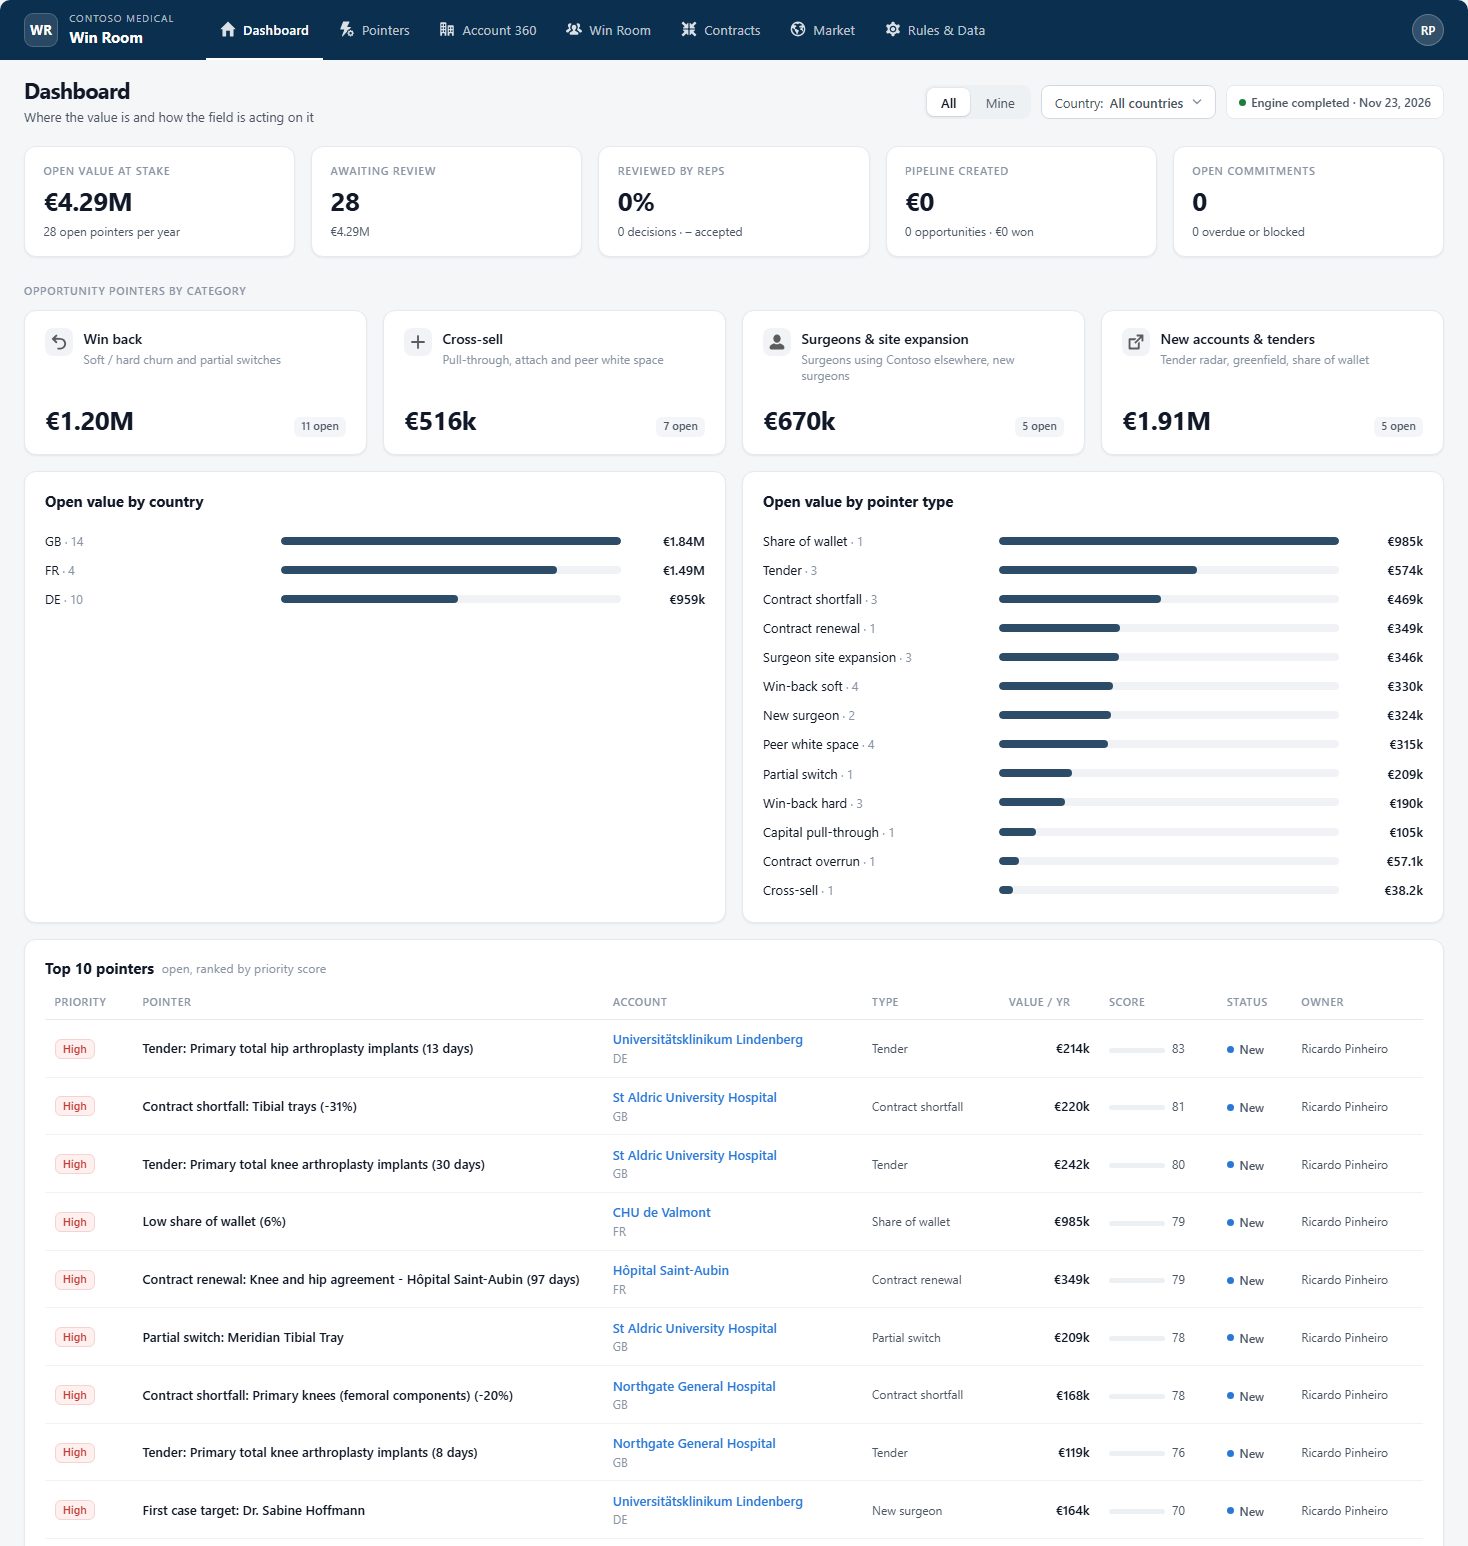 WR
CONTOSO MEDICAL
Win Room
Dashboard
Pointers
Account 360
Win Room
Contracts
Market
Rules & Data
RP
Dashboard
Where the value is and how the field is acting on it
All
Mine
Country: All countries
Engine completed · Nov 23, 2026
OPEN VALUE AT STAKE
€4.29M
28 open pointers per year
AWAITING REVIEW
28
€4.29M
REVIEWED BY REPS
0%
0 decisions · – accepted
PIPELINE CREATED
€0
0 opportunities · €0 won
OPEN COMMITMENTS
0
0 overdue or blocked
OPPORTUNITY POINTERS BY CATEGORY
Win back
Soft / hard churn and partial switches
€1.20M
11 open
Cross-sell
Pull-through, attach and peer white space
€516k
7 open
Surgeons & site expansion
Surgeons using Contoso elsewhere, new
surgeons
€670k
5 open
New accounts & tenders
Tender radar, greenfield, share of wallet
€1.91M
5 open
Open value by country
GB · 14 €1.84M
FR · 4 €1.49M
DE · 10 €959k
Open value by pointer type
Share of wallet · 1 €985k
Tender · 3 €574k
Contract shortfall · 3 €469k
Contract renewal · 1 €349k
Surgeon site expansion · 3 €346k
Win-back soft · 4 €330k
New surgeon · 2 €324k
Peer white space · 4 €315k
Partial switch · 1 €209k
Win-back hard · 3 €190k
Capital pull-through · 1 €105k
Contract overrun · 1 €57.1k
Cross-sell · 1 €38.2k
Top 10 pointers open, ranked by priority score
PRIORITY POINTER ACCOUNT TYPE VALUE / YR SCORE STATUS OWNER
High Tender: Primary total hip arthroplasty implants (13 days) Universitätsklinikum Lindenberg Tender €214k 83 New Ricardo Pinheiro
DE
High Contract shortfall: Tibial trays (-31%) St Aldric University Hospital Contract shortfall €220k 81 New Ricardo Pinheiro
GB
High Tender: Primary total knee arthroplasty implants (30 days) St Aldric University Hospital Tender €242k 80 New Ricardo Pinheiro
GB
High Low share of wallet (6%) CHU de Valmont Share of wallet €985k 79 New Ricardo Pinheiro
FR
High Contract renewal: Knee and hip agreement - Hôpital Saint-Aubin (97 days) Hôpital Saint-Aubin Contract renewal €349k 79 New Ricardo Pinheiro
FR
High Partial switch: Meridian Tibial Tray St Aldric University Hospital Partial switch €209k 78 New Ricardo Pinheiro
GB
High Contract shortfall: Primary knees (femoral components) (-20%) Northgate General Hospital Contract shortfall €168k 78 New Ricardo Pinheiro
GB
High Tender: Primary total knee arthroplasty implants (8 days) Northgate General Hospital Tender €119k 76 New Ricardo Pinheiro
GB
High First case target: Dr. Sabine Hoffmann Universitätsklinikum Lindenberg New surgeon €164k 70 New Ricardo Pinheiro
DE